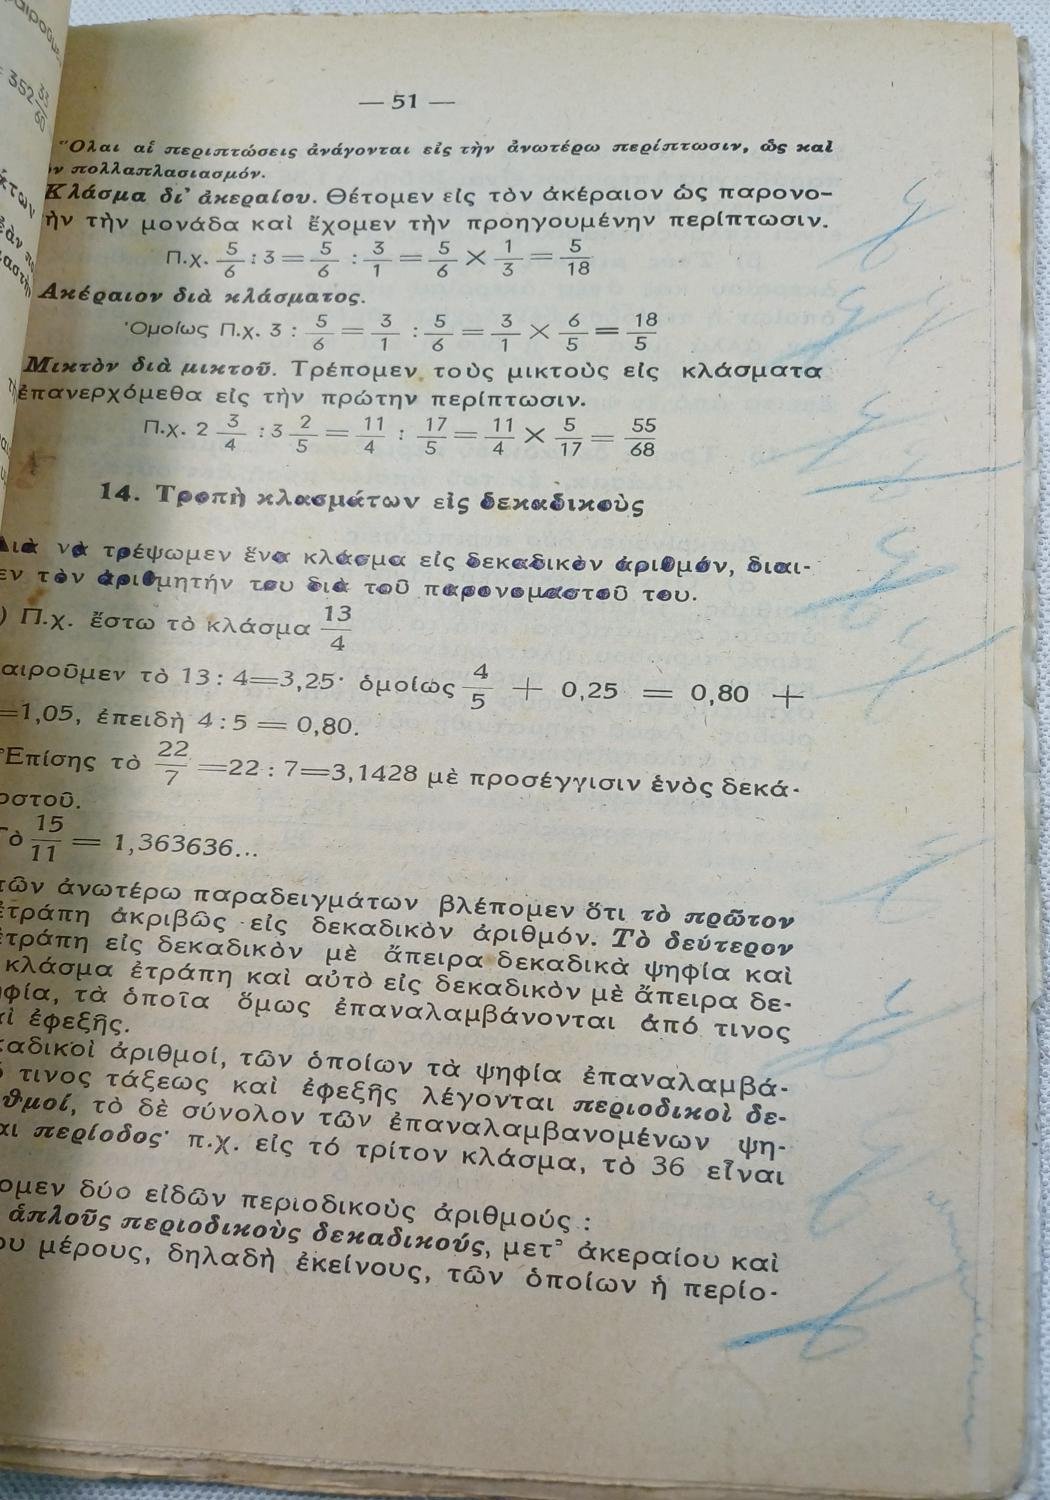 — 51 —
Ὅλαι αἱ περιπτώσεις ἀνάγονται εἰς τὴν ἀνωτέρω περίπτωσιν, ὡς καὶ
πολλαπλασιασμόν.
Κλάσμα δι' ἀκεραίου. Θέτομεν εἰς τὸν ἀκέραιον ὡς παρονο-
τὴν μονάδα καὶ ἔχομεν τὴν προηγουμένην περίπτωσιν.
Π.χ. 5/6 : 3 = 5/6 : 3/1 = 5/6 × 1/3 = 5/18
Ἀκέραιον διὰ κλάσματος.
Ὁμοίως Π.χ. 3 : 5/6 = 3/1 : 5/6 = 3/1 × 6/5 = 18/5
Μικτὸν διὰ μικτοῦ. Τρέπομεν τοὺς μικτοὺς εἰς κλάσματα
ἐπανερχόμεθα εἰς τὴν πρώτην περίπτωσιν.
Π.χ. 2 3/4 : 3 2/5 = 11/4 : 17/5 = 11/4 × 5/17 = 55/68
14. Τροπὴ κλασμάτων εἰς δεκαδικοὺς
Διὰ νὰ τρέψωμεν ἕνα κλάσμα εἰς δεκαδικὸν ἀριθμόν, διαι-
εν τὸν ἀριθμητήν του διὰ τοῦ παρονομαστοῦ του.
) Π.χ. ἔστω τὸ κλάσμα 13/4
αιροῦμεν τὸ 13 : 4=3,25· ὁμοίως 4/5 + 0,25 = 0,80 +
=1,05, ἐπειδὴ 4 : 5 = 0,80.
Ἐπίσης τὸ 22/7 =22 : 7=3,1428 μὲ προσέγγισιν ἑνὸς δεκά-
οστοῦ.
Τὸ 15/11 = 1,363636...
τῶν ἀνωτέρω παραδειγμάτων βλέπομεν ὅτι τὸ πρῶτον
ἐτράπη ἀκριβῶς εἰς δεκαδικὸν ἀριθμόν. Τὸ δεύτερον
ἐτράπη εἰς δεκαδικὸν μὲ ἄπειρα δεκαδικὰ ψηφία καὶ
κλάσμα ἐτράπη καὶ αὐτὸ εἰς δεκαδικὸν μὲ ἄπειρα δε-
ηφία, τὰ ὁποῖα ὅμως ἐπαναλαμβάνονται ἀπό τινος
αὶ ἐφεξῆς.
καδικοὶ ἀριθμοί, τῶν ὁποίων τὰ ψηφία ἐπαναλαμβά-
τινος τάξεως καὶ ἐφεξῆς λέγονται περιοδικοὶ δε-
θμοί, τὸ δὲ σύνολον τῶν ἐπαναλαμβανομένων ψη-
αι περίοδος· π.χ. εἰς τό τρίτον κλάσμα, τὸ 36 εἶναι
ομεν δύο εἰδῶν περιοδικοὺς ἀριθμούς :
ἁπλοῦς περιοδικοὺς δεκαδικούς, μετ' ἀκεραίου καὶ
ου μέρους, δηλαδὴ ἐκείνους, τῶν ὁποίων ἡ περίο-